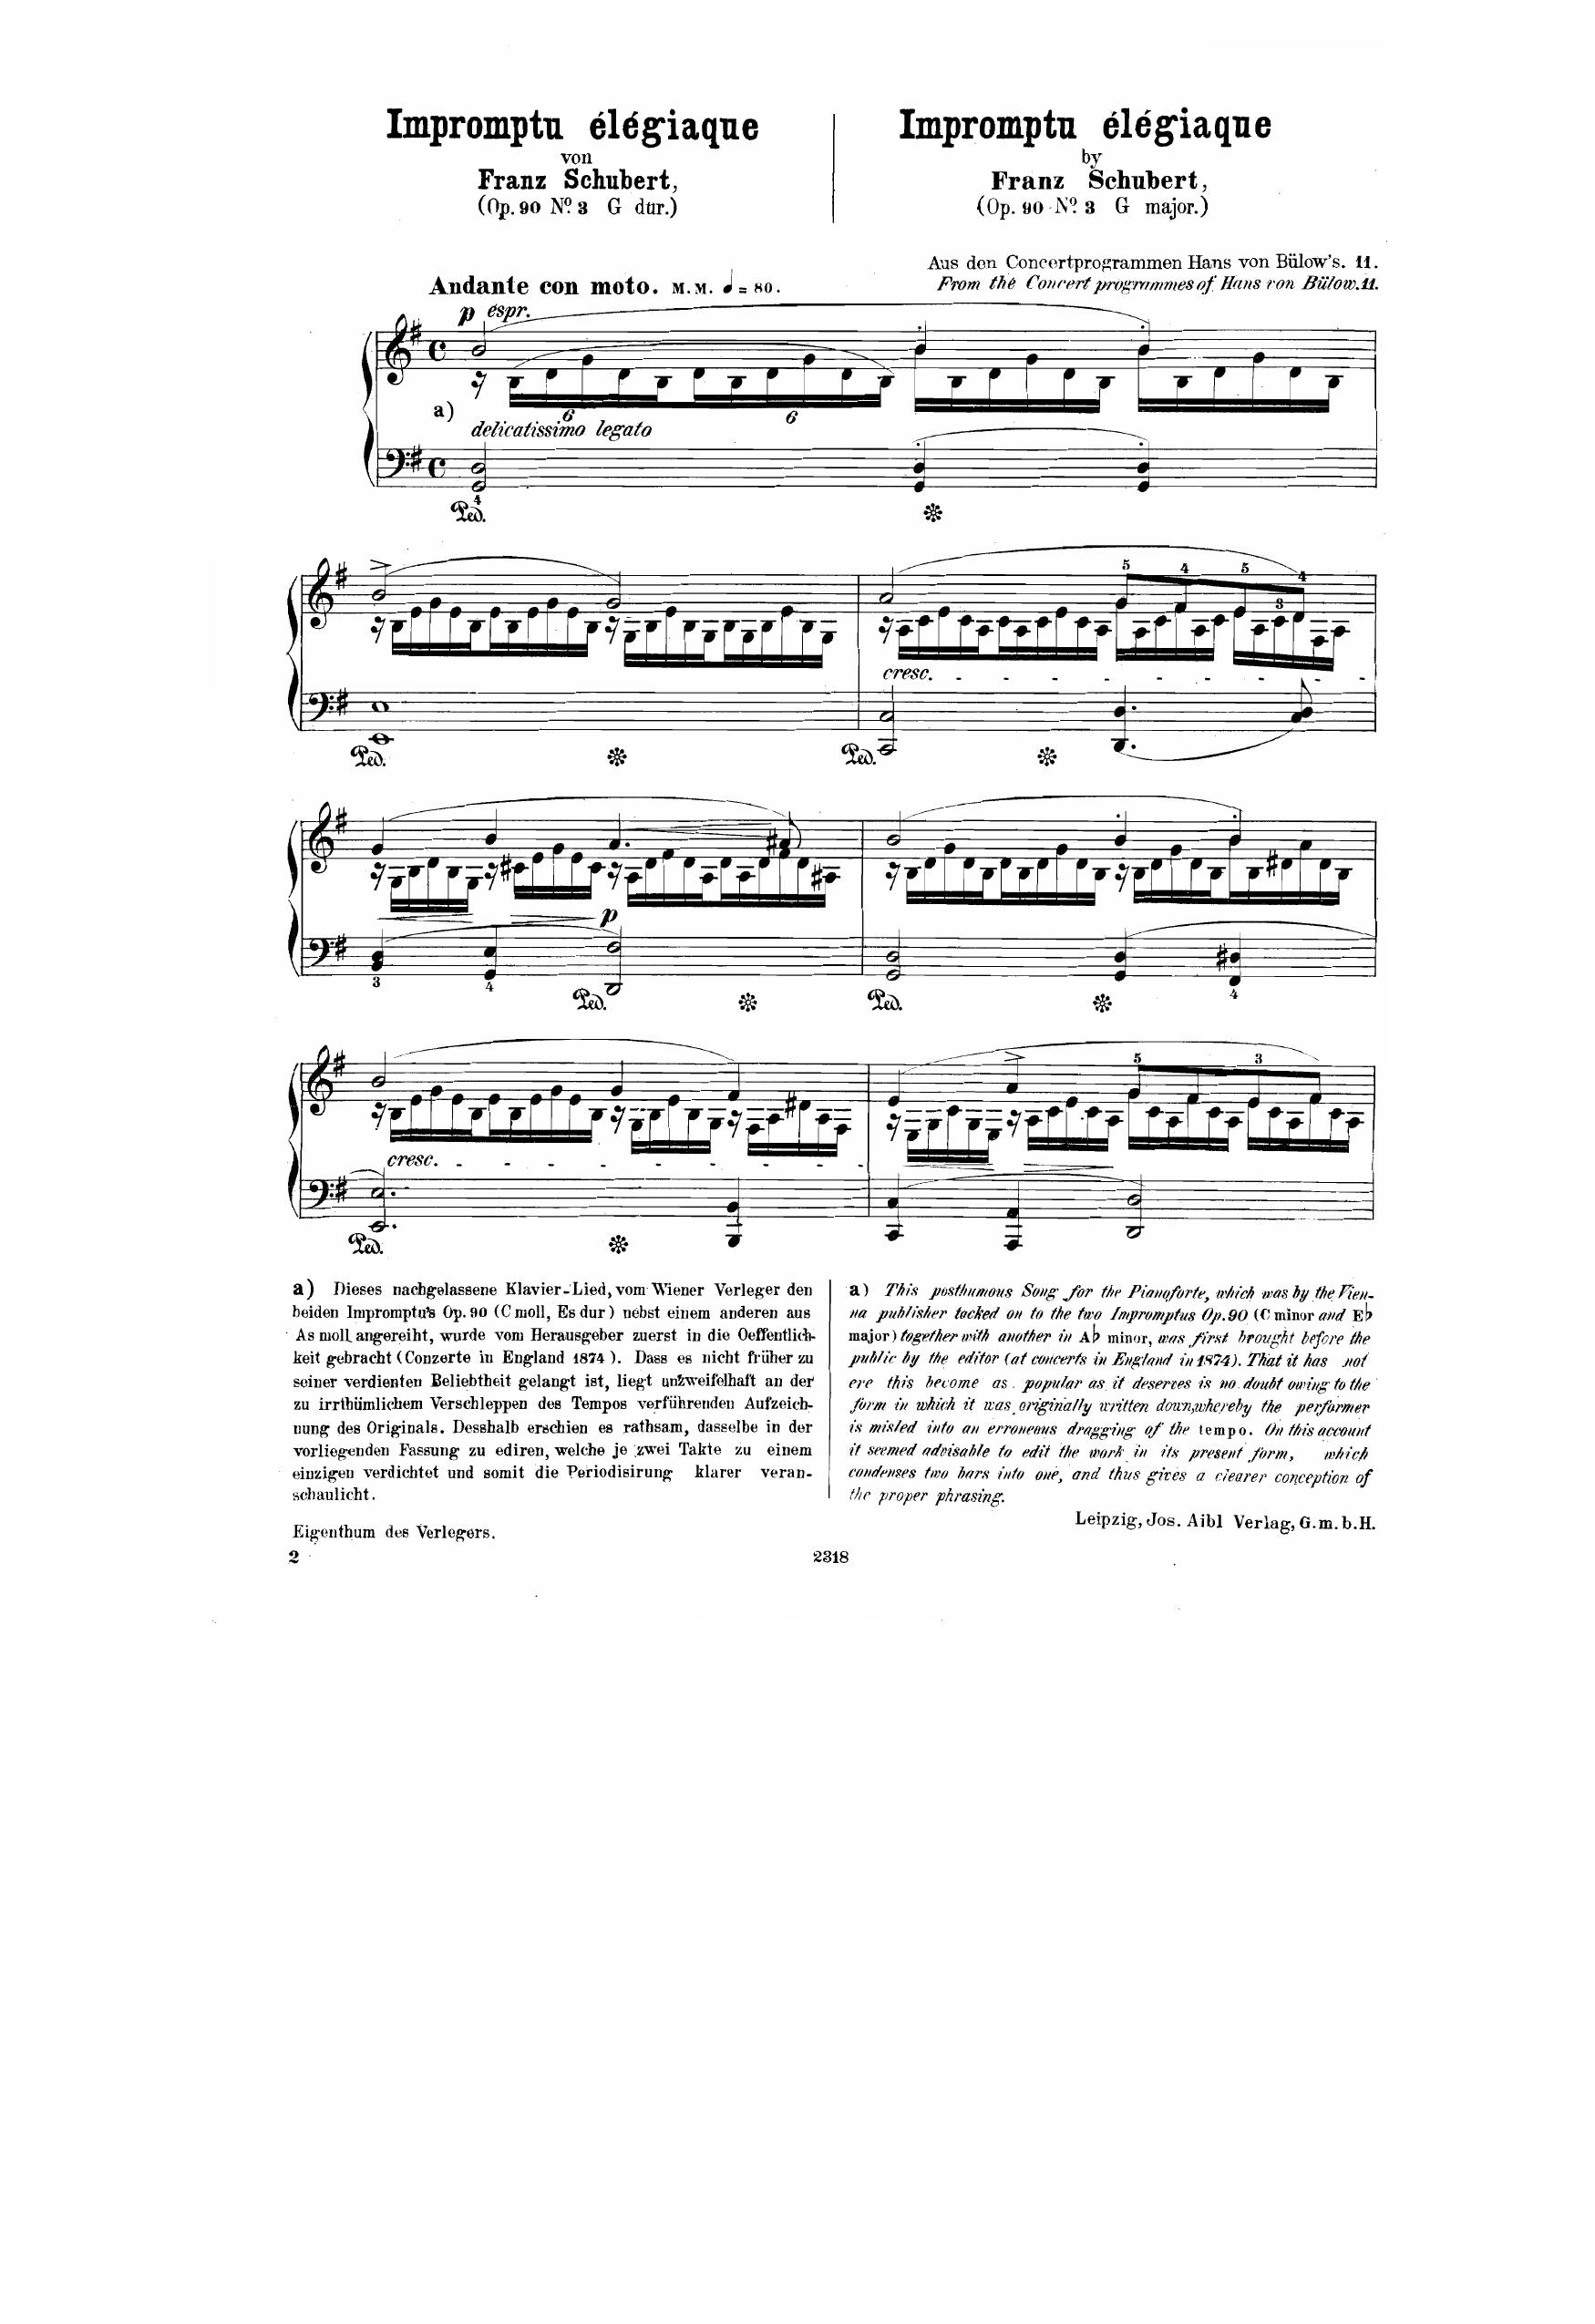 Impromptu élégiaque
von
Franz Schubert,
(Op. 90 No. 3 G dur.)
Impromptu élégiaque
by
Franz Schubert,
(Op. 90 No. 3 G major.)
Aus den Concertprogrammen Hans von Bülow's. 11.
From the Concert programmes of Hans von Bülow. 11.
Andante con moto. M. M. ♩ = 80.
p espr.
6 6
a)
delicatissimo legato
4
Ped.
5 4 5 4
3
cresc.
Ped. Ped.
p
3 4 4
Ped. Ped.
5 3
cresc.
Ped.
a) Dieses nachgelassene Klavier-Lied, vom Wiener Verleger den
beiden Impromptu's Op. 90 (C moll, Es dur) nebst einem anderen aus
As moll angereiht, wurde vom Herausgeber zuerst in die Oeffentlich-
keit gebracht (Conzerte in England 1874). Dass es nicht früher zu
seiner verdienten Beliebtheit gelangt ist, liegt unzweifelhaft an der
zu irrthümlichem Verschleppen des Tempos verführenden Aufzeich-
nung des Originals. Desshalb erschien es rathsam, dasselbe in der
vorliegenden Fassung zu ediren, welche je zwei Takte zu einem
einzigen verdichtet und somit die Periodisirung klarer veran-
schaulicht.
a) This posthumous Song for the Pianoforte, which was by the Vien-
na publisher tacked on to the two Impromptus Op. 90 (C minor and E♭
major) together with another in A♭ minor, was first brought before the
public by the editor (at concerts in England in 1874). That it has not
ere this become as popular as it deserves is no doubt owing to the
form in which it was originally written down, whereby the performer
is misled into an erroneous dragging of the tempo. On this account
it seemed advisable to edit the work in its present form, which
condenses two bars into one, and thus gives a clearer conception of
the proper phrasing.
Eigenthum des Verlegers.
Leipzig, Jos. Aibl Verlag, G. m. b. H.
2
2318